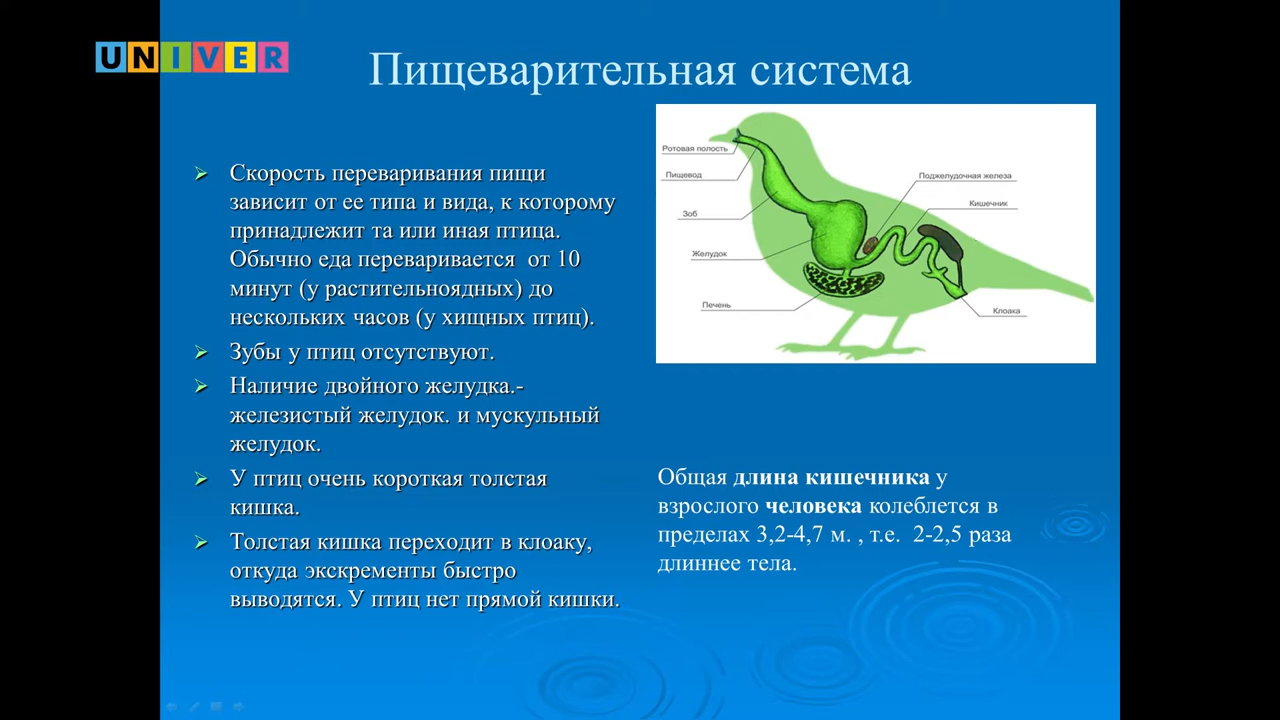 UNIVER
Пищеварительная система
Скорость переваривания пищи
зависит от ее типа и вида, к которому
принадлежит та или иная птица.
Обычно еда переваривается от 10
минут (у растительноядных) до
нескольких часов (у хищных птиц).
Зубы у птиц отсутствуют.
Наличие двойного желудка.-
железистый желудок. и мускульный
желудок.
У птиц очень короткая толстая
кишка.
Толстая кишка переходит в клоаку,
откуда экскременты быстро
выводятся. У птиц нет прямой кишки.
Ротовая полость
Пищевод
Зоб
Желудок
Печень
Поджелудочная железа
Кишечник
Клоака
Общая длина кишечника у
взрослого человека колеблется в
пределах 3,2-4,7 м. , т.е. 2-2,5 раза
длиннее тела.